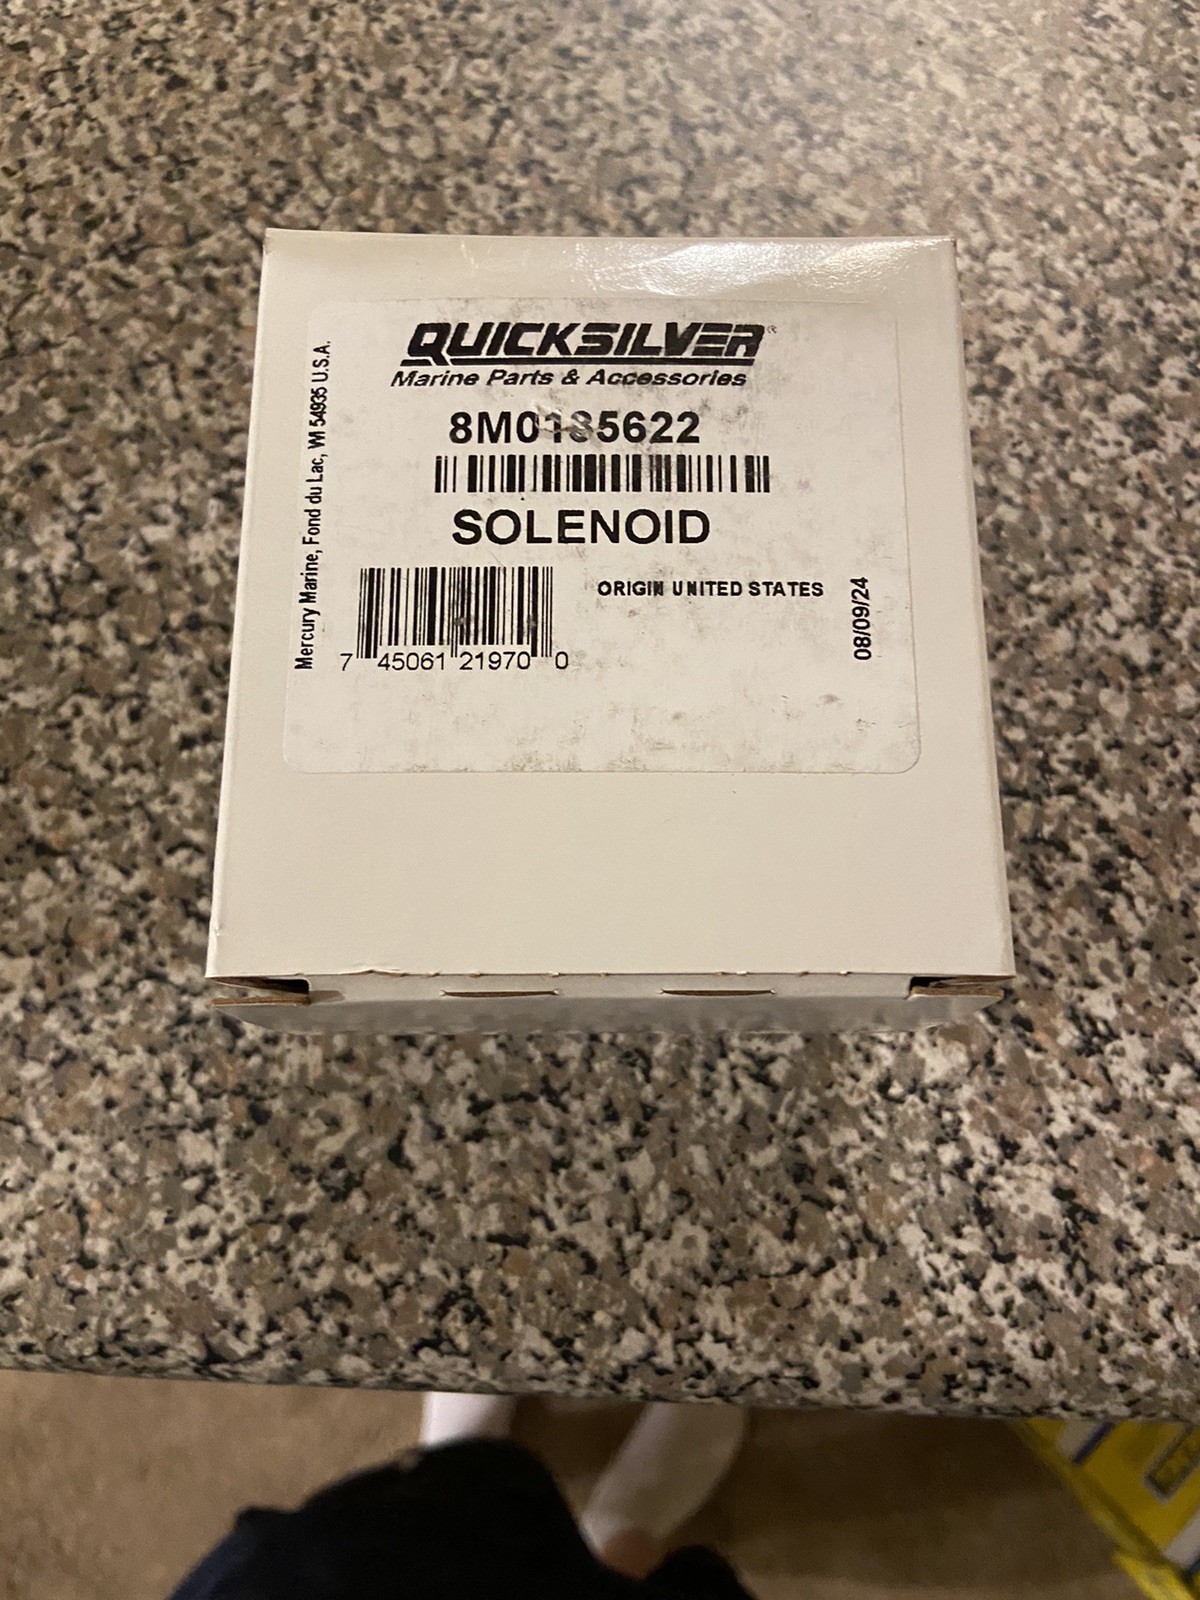 QUICKSILVER®
Marine Parts & Accessories
8M0185622
SOLENOID
7 45061 21970 0
ORIGIN UNITED STATES
08/09/24
Mercury Marine, Fond du Lac, WI 54935 U.S.A.